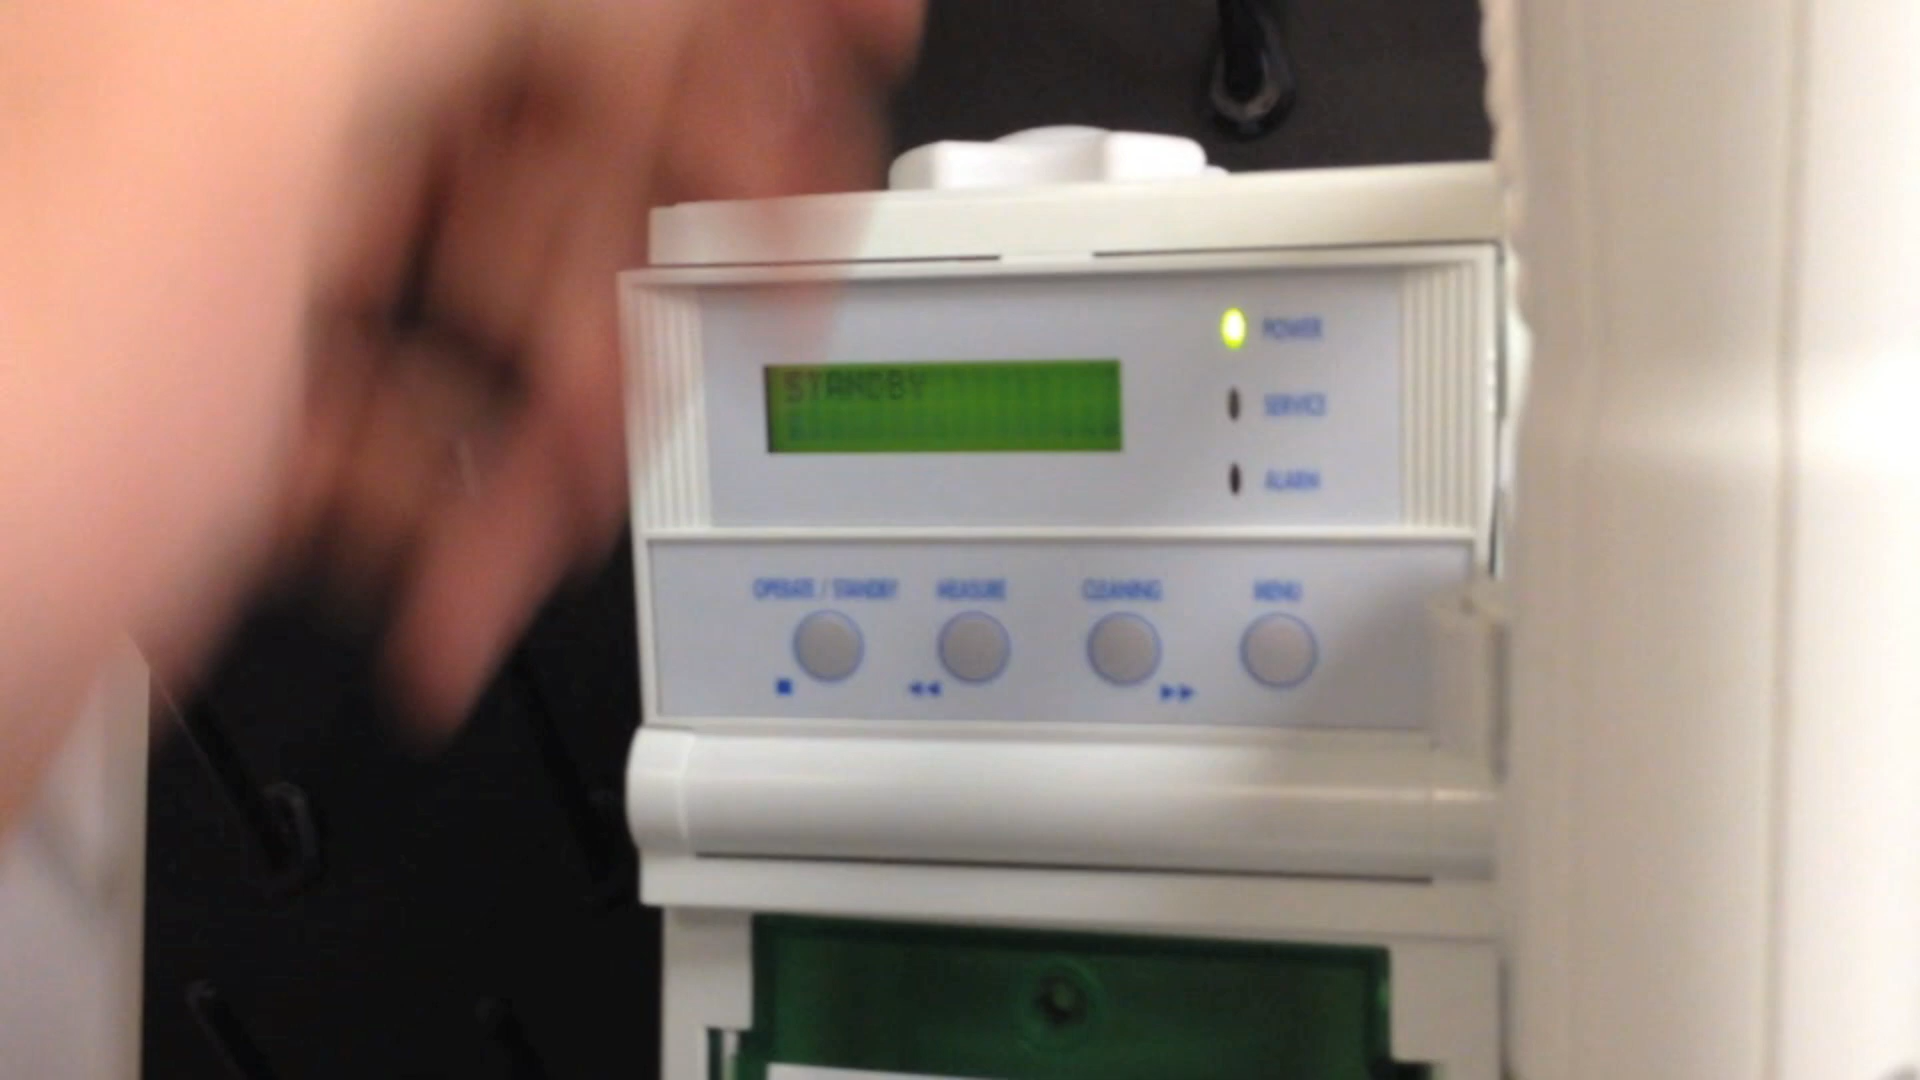 STANDBY
POWER
SERVICE
ALARM
OPERATE / STANDBY
MEASURE
CLEANING
MENU